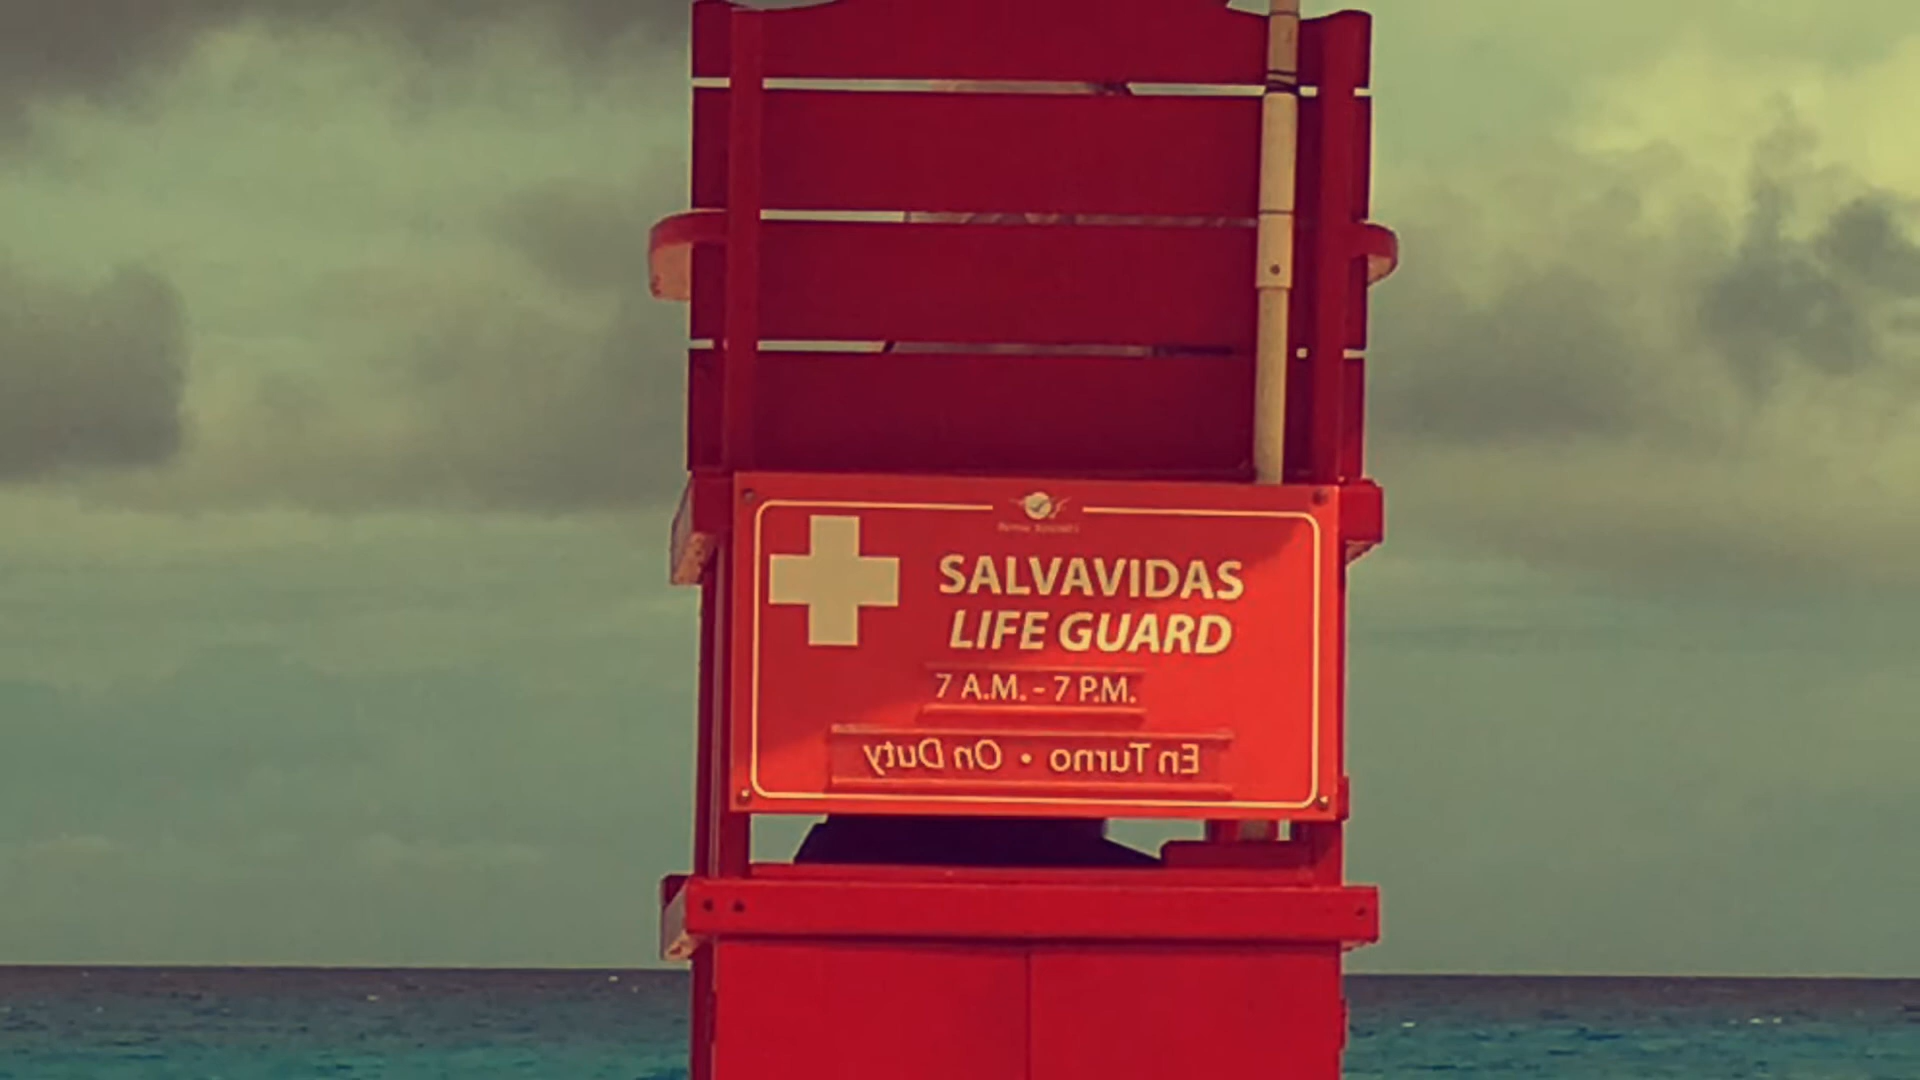 SALVAVIDAS
LIFE GUARD
7 A.M. - 7 P.M.
En Turno • On Duty